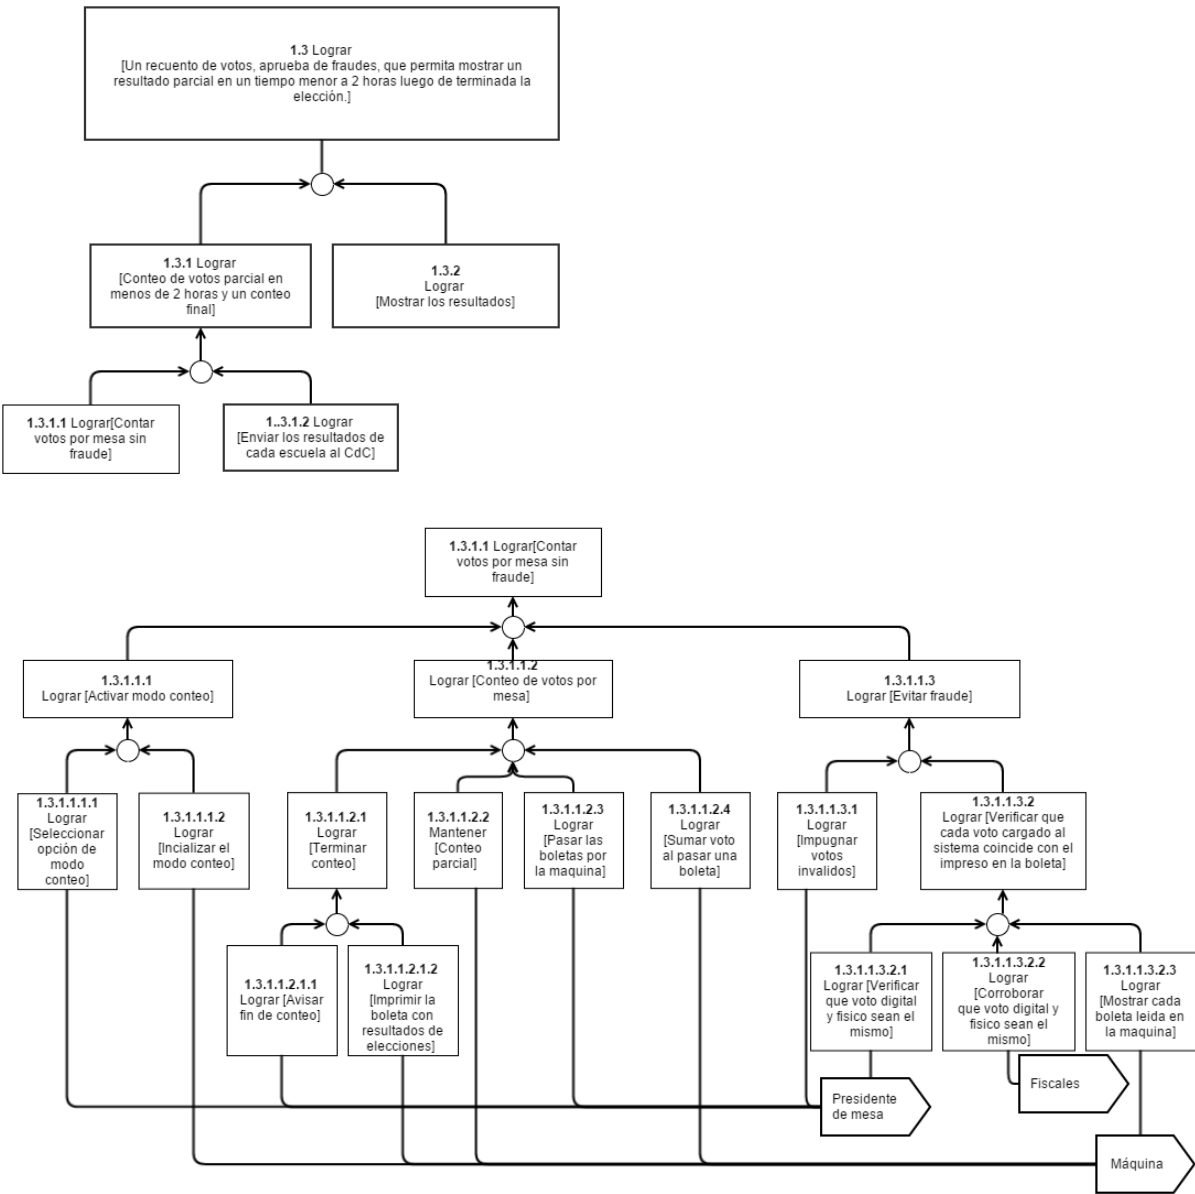 1.3 Lograr
[Un recuento de votos, aprueba de fraudes, que permita mostrar un
resultado parcial en un tiempo menor a 2 horas luego de terminada la
elección.]
1.3.1 Lograr
[Conteo de votos parcial en
menos de 2 horas y un conteo
final]
1.3.2
Lograr
[Mostrar los resultados]
1.3.1.1 Lograr[Contar
votos por mesa sin
fraude]
1..3.1.2 Lograr
[Enviar los resultados de
cada escuela al CdC]
1.3.1.1 Lograr[Contar
votos por mesa sin
fraude]
1.3.1.1.1
Lograr [Activar modo conteo]
1.3.1.1.2
Lograr [Conteo de votos por
mesa]
1.3.1.1.3
Lograr [Evitar fraude]
1.3.1.1.1.1
Lograr
[Seleccionar
opción de
modo
conteo]
1.3.1.1.1.2
Lograr
[Incializar el
modo conteo]
1.3.1.1.2.1
Lograr
[Terminar
conteo]
1.3.1.1.2.2
Mantener
[Conteo
parcial]
1.3.1.1.2.3
Lograr
[Pasar las
boletas por
la maquina]
1.3.1.1.2.4
Lograr
[Sumar voto
al pasar una
boleta]
1.3.1.1.3.1
Lograr
[Impugnar
votos
invalidos]
1.3.1.1.3.2
Lograr [Verificar que
cada voto cargado al
sistema coincide con el
impreso en la boleta]
1.3.1.1.2.1.1
Lograr [Avisar
fin de conteo]
1.3.1.1.2.1.2
Lograr
[Imprimir la
boleta con
resultados de
elecciones]
1.3.1.1.3.2.1
Lograr [Verificar
que voto digital
y fisico sean el
mismo]
1.3.1.1.3.2.2
Lograr
[Corroborar
que voto digital y
fisico sean el
mismo]
1.3.1.1.3.2.3
Lograr
[Mostrar cada
boleta leida en
la maquina]
Presidente
de mesa
Fiscales
Máquina